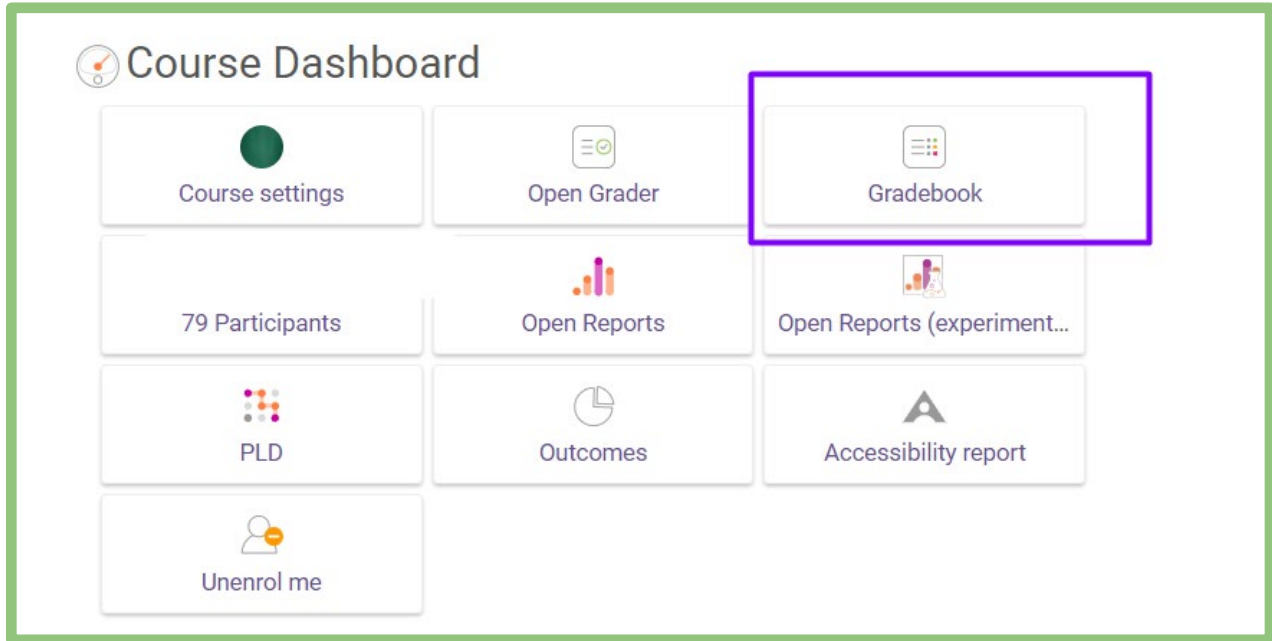 Course Dashboard
Course settings
Open Grader
Gradebook
79 Participants
Open Reports
Open Reports (experiment...
PLD
Outcomes
Accessibility report
Unenrol me